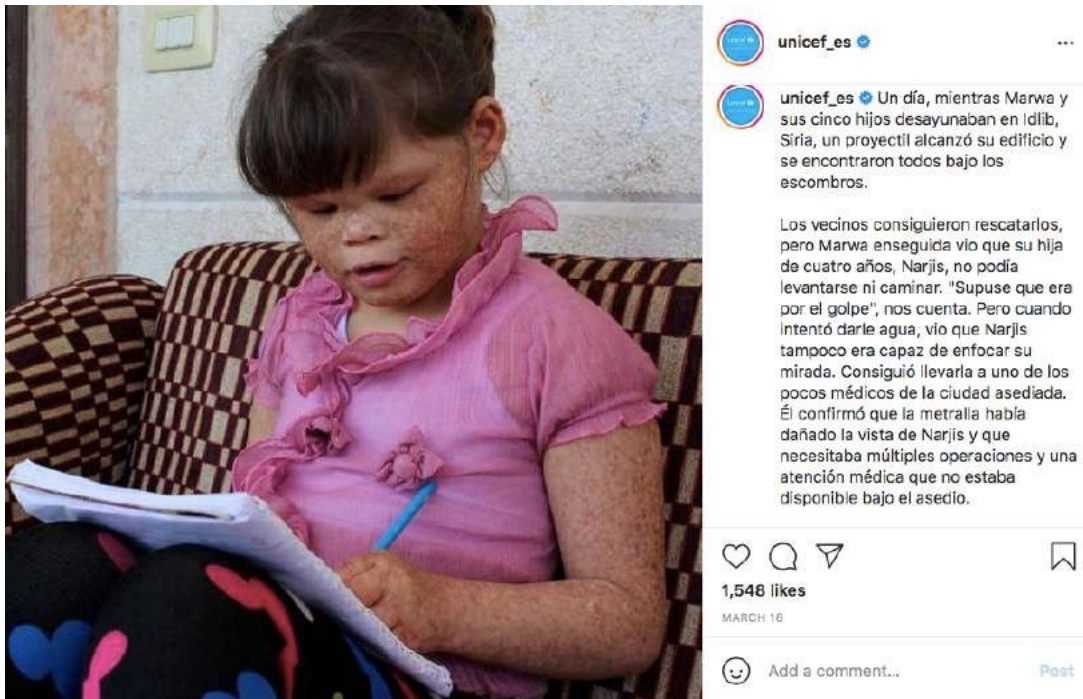 unicef_es
unicef_es Un día, mientras Marwa y
sus cinco hijos desayunaban en Idlib,
Siria, un proyectil alcanzó su edificio y
se encontraron todos bajo los
escombros.
Los vecinos consiguieron rescatarlos,
pero Marwa enseguida vio que su hija
de cuatro años, Narjis, no podía
levantarse ni caminar. "Supuse que era
por el golpe", nos cuenta. Pero cuando
intentó darle agua, vio que Narjis
tampoco era capaz de enfocar su
mirada. Consiguió llevarla a uno de los
pocos médicos de la ciudad asediada.
Él confirmó que la metralla había
dañado la vista de Narjis y que
necesitaba múltiples operaciones y una
atención médica que no estaba
disponible bajo el asedio.
1,548 likes
MARCH 16
Add a comment...
Post